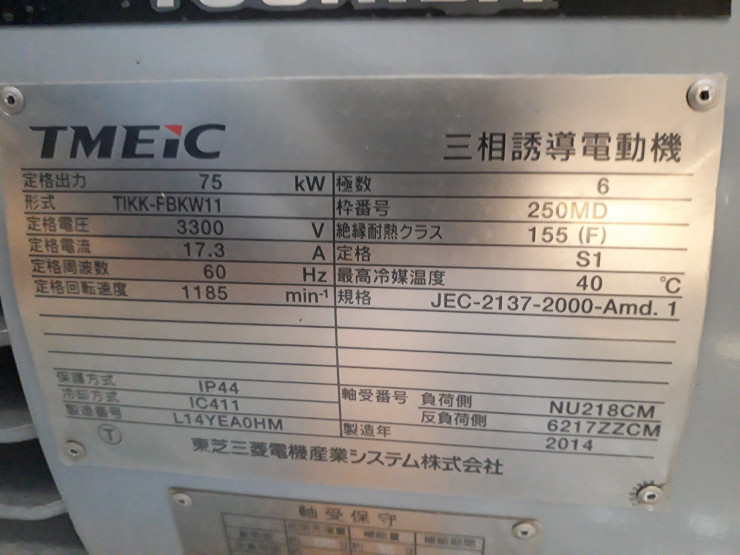 TMEIC
三相誘導電動機
定格出力 75 kW 極数 6
形式 TIKK-FBKW11 枠番号 250MD
定格電圧 3300 V 絶縁耐熱クラス 155 (F)
定格電流 17.3 A 定格 S1
定格周波数 60 Hz 最高冷媒温度 40 ℃
定格回転速度 1185 min-1 規格 JEC-2137-2000-Amd. 1
保護方式 IP44
冷却方式 IC411 軸受番号 負荷側 NU218CM
製造番号 L14YEA0HM 反負荷側 6217ZZCM
製造年 2014
T
東芝三菱電機産業システム株式会社
軸受保守